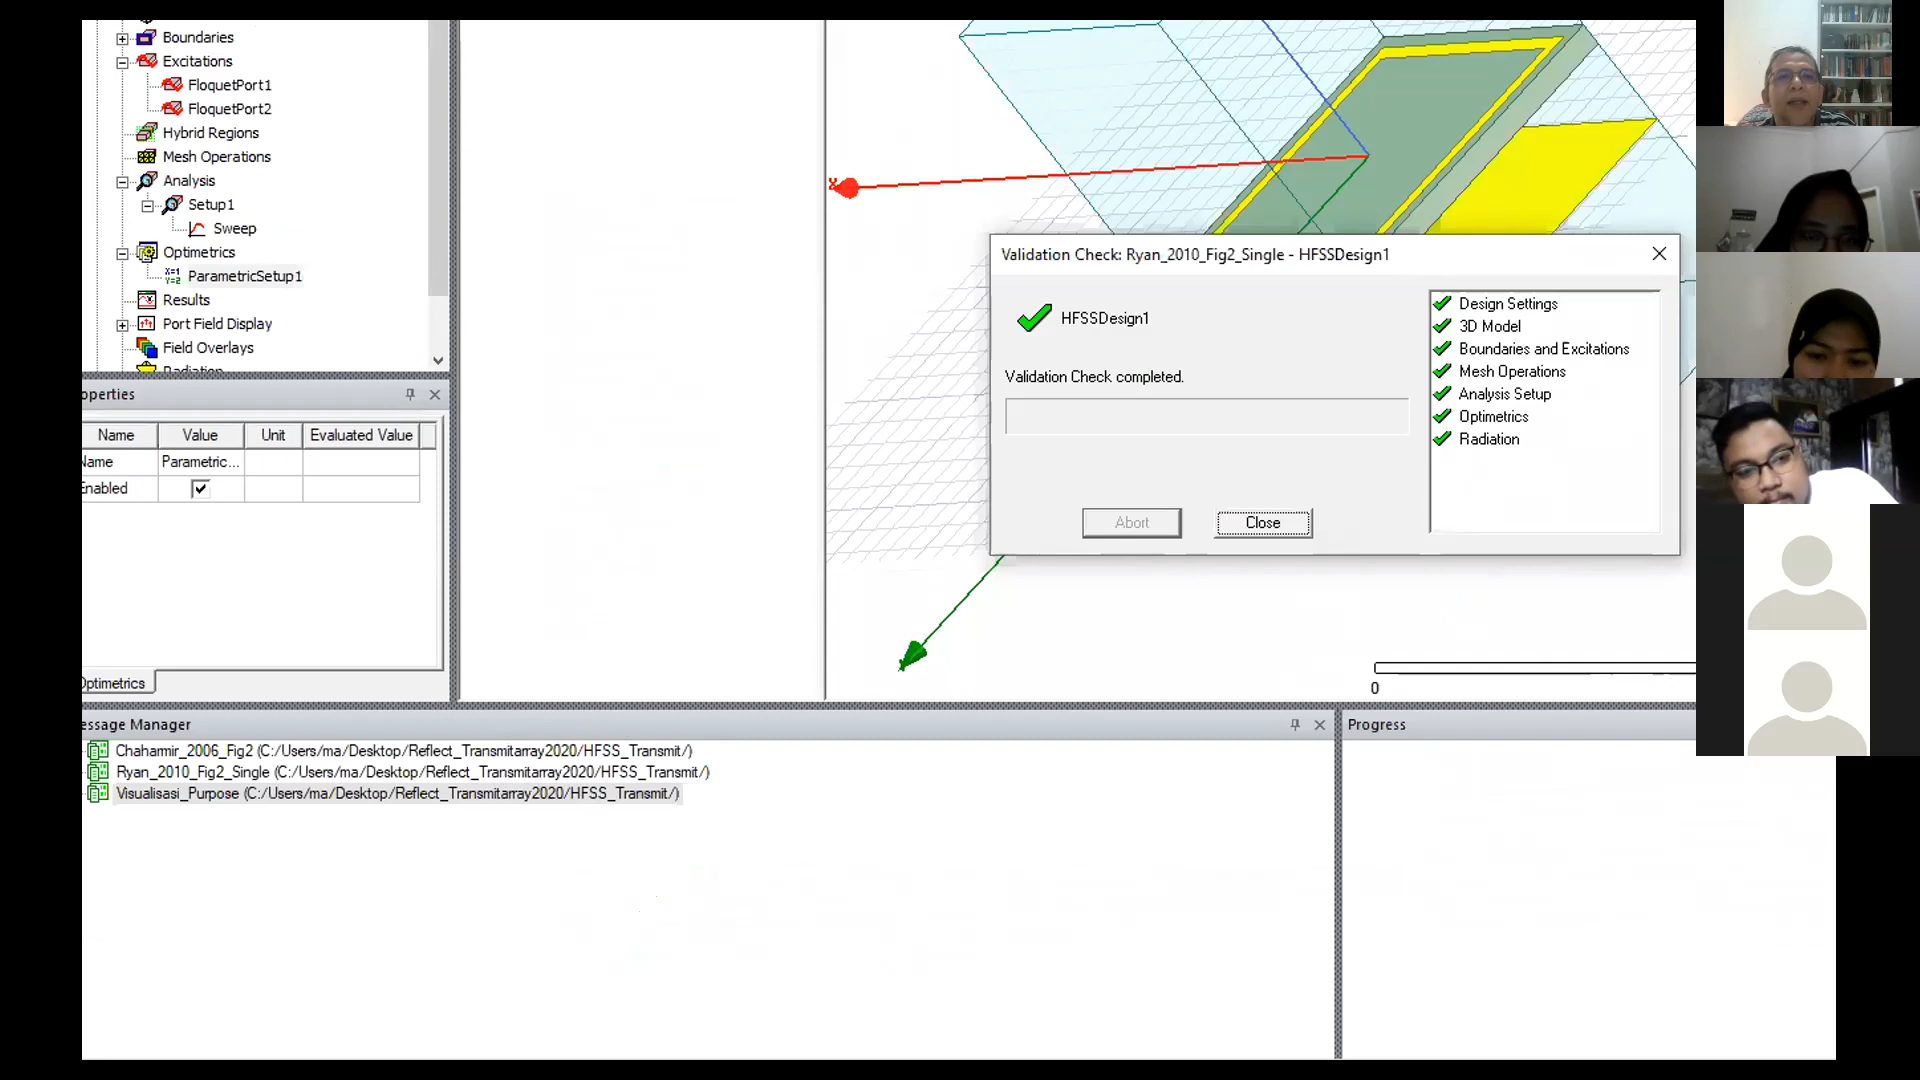 Boundaries
Excitations
FloquetPort1
FloquetPort2
Hybrid Regions
Mesh Operations
Analysis
Setup1
Sweep
Optimetrics
ParametricSetup1
Results
Port Field Display
Field Overlays
Radiation
operties
Name Value Unit Evaluated Value
Name Parametric...
Enabled
Optimetrics
X
Validation Check: Ryan_2010_Fig2_Single - HFSSDesign1
HFSSDesign1
Validation Check completed.
Abort Close
Design Settings
3D Model
Boundaries and Excitations
Mesh Operations
Analysis Setup
Optimetrics
Radiation
0
essage Manager
Chaharmir_2006_Fig2 (C:/Users/ma/Desktop/Reflect_Transmitarray2020/HFSS_Transmit/)
Ryan_2010_Fig2_Single (C:/Users/ma/Desktop/Reflect_Transmitarray2020/HFSS_Transmit/)
Visualisasi_Purpose (C:/Users/ma/Desktop/Reflect_Transmitarray2020/HFSS_Transmit/)
Progress